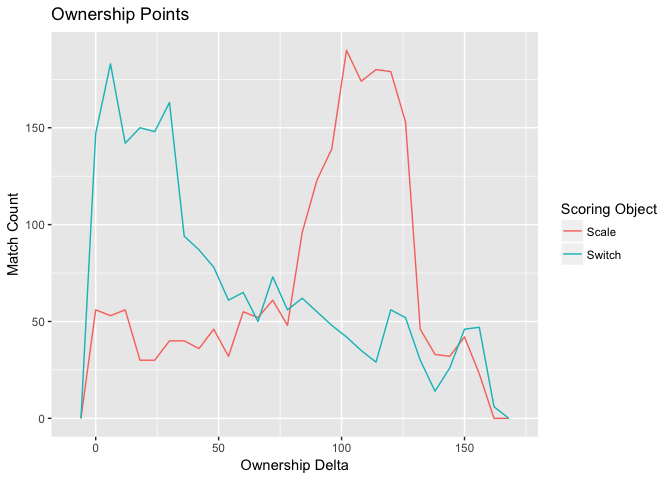 Ownership Points
Match Count
150
100
50
0
0 50 100 150
Ownership Delta
Scoring Object
Scale
Switch